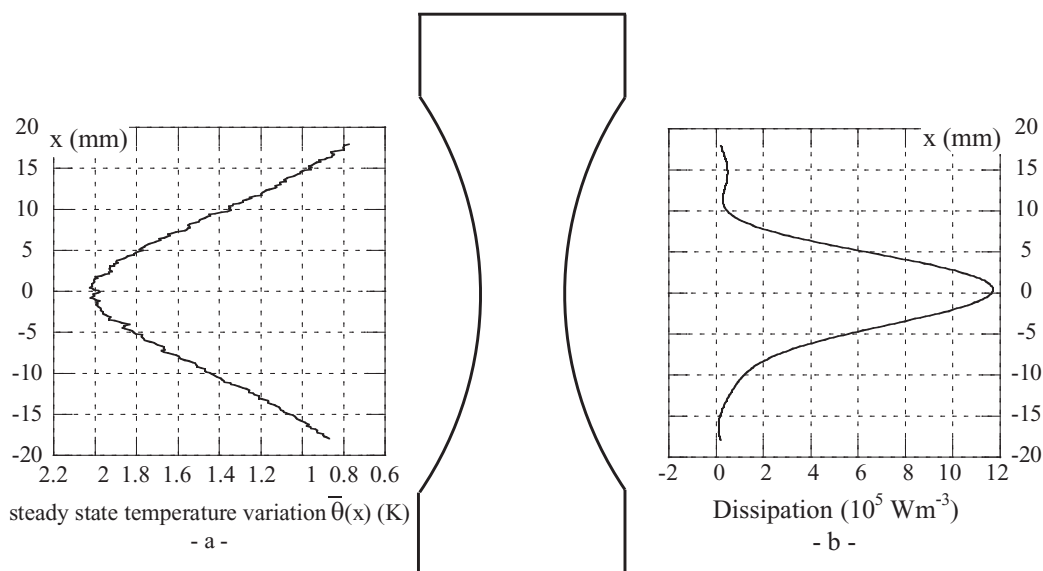 20
x (mm)
15
10
5
0
-5
-10
-15
-20
2.2 2 1.8 1.6 1.4 1.2 1 0.8 0.6
steady state temperature variation θ̅(x) (K)
- a -
x (mm)
20
15
10
5
0
-5
-10
-15
-20
-2 0 2 4 6 8 10 12
Dissipation (10⁵ Wm⁻³)
- b -